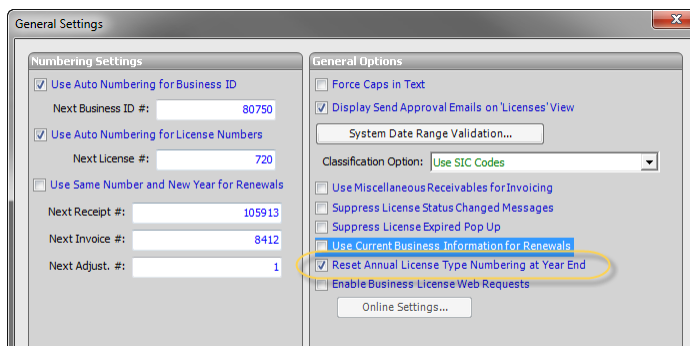 General Settings
Numbering Settings
Use Auto Numbering for Business ID
Next Business ID #: 80750
Use Auto Numbering for License Numbers
Next License #: 720
Use Same Number and New Year for Renewals
Next Receipt #: 105913
Next Invoice #: 8412
Next Adjust. #: 1
General Options
Force Caps in Text
Display Send Approval Emails on 'Licenses' View
System Date Range Validation...
Classification Option: Use SIC Codes
Use Miscellaneous Receivables for Invoicing
Suppress License Status Changed Messages
Suppress License Expired Pop Up
Use Current Business Information for Renewals
Reset Annual License Type Numbering at Year End
Enable Business License Web Requests
Online Settings...